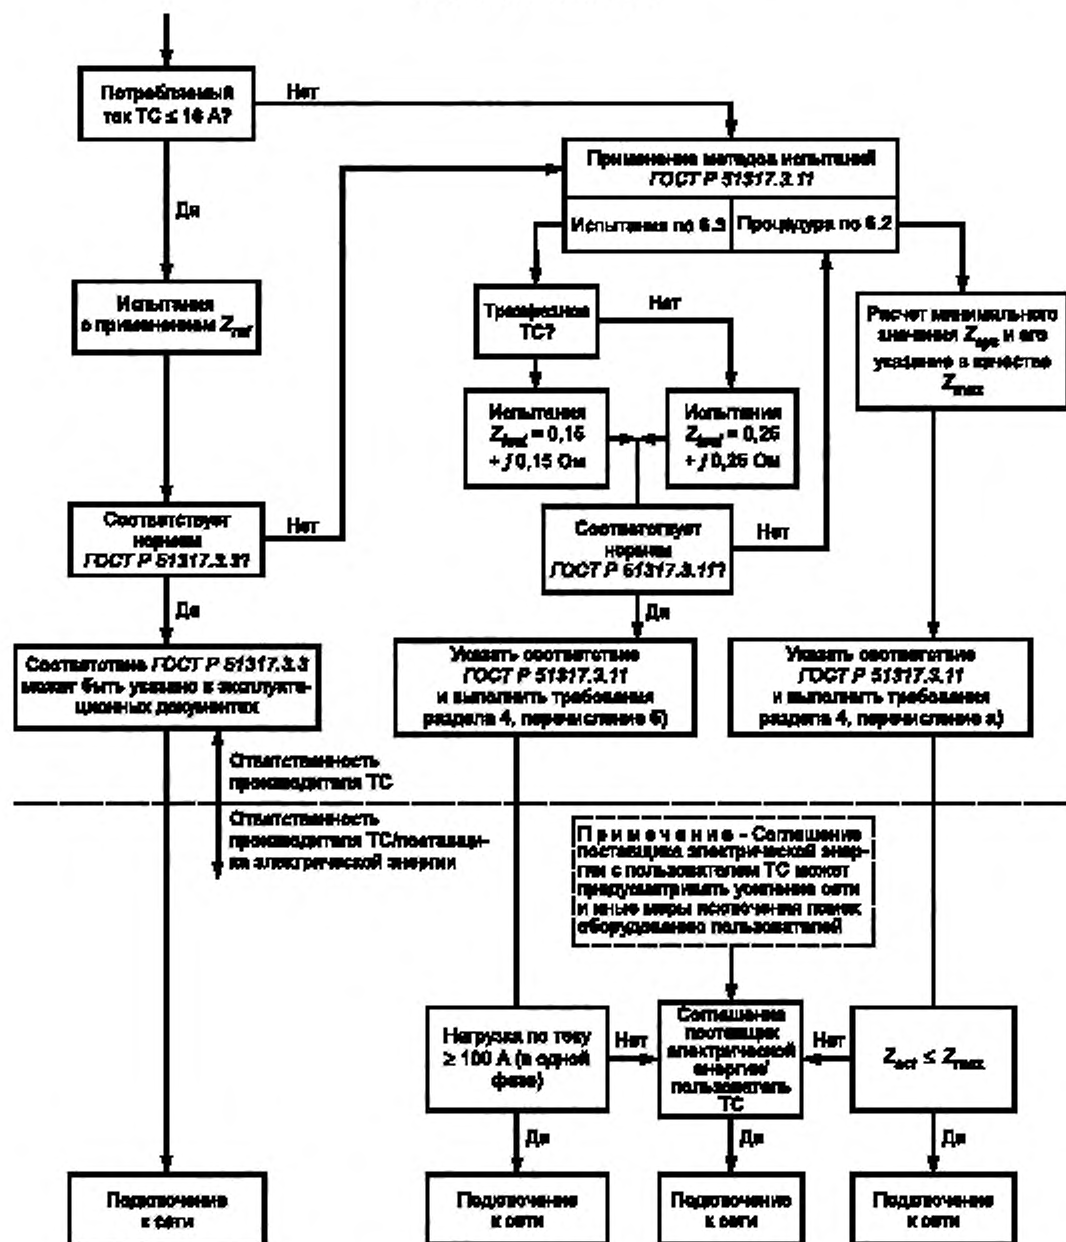 Потребляемый
ток ТС ≤ 16 А?
Нет
Да
Применение методов испытаний
ГОСТ Р 51317.3.11
Испытания по 6.3
Процедура по 6.2
Испытания
с применением Zref
Трехфазное
ТС?
Нет
Расчет минимального
значения Zsys и его
указание в качестве
Zmax
Испытания
Ztest = 0,15
+ j 0,15 Ом
Испытания
Ztest = 0,25
+ j 0,25 Ом
Соответствует
нормам
ГОСТ Р 51317.3.3?
Нет
Соответствует
нормам
ГОСТ Р 51317.3.11?
Нет
Да
Да
Соответствие ГОСТ Р 51317.3.3
может быть указано в эксплуата-
ционных документах
Указать соответствие
ГОСТ Р 51317.3.11
и выполнить требования
раздела 4, перечисление б)
Указать соответствие
ГОСТ Р 51317.3.11
и выполнить требования
раздела 4, перечисление а)
Ответственность
производителя ТС
Ответственность
производителя ТС/поставщи-
ка электрической энергии
Примечание - Соглашение
поставщика электрической энер-
гии с пользователем ТС может
предусматривать усиление сети
и иные меры исключения помех
оборудованию пользователей
Нагрузка по току
≥ 100 А (в одной
фазе)
Нет
Соглашение
поставщик
электрической
энергии/
пользователь
ТС
Нет
Zact ≤ Zmax
Да
Да
Да
Подключение
к сети
Подключение
к сети
Подключение
к сети
Подключение
к сети